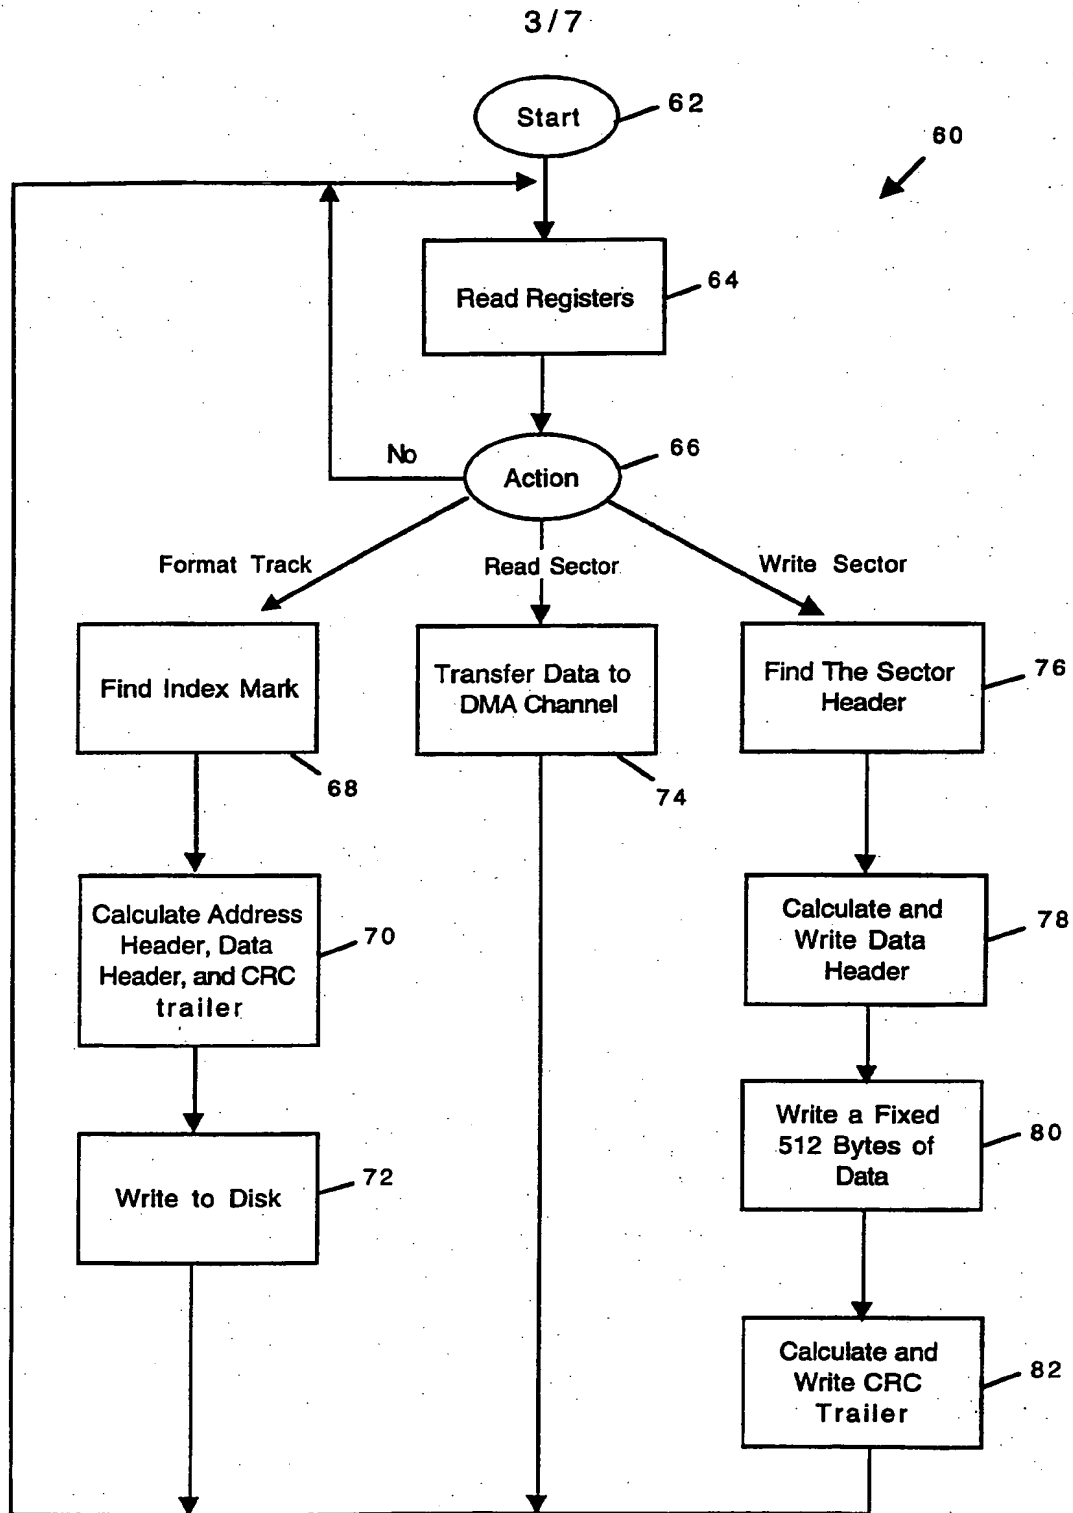 3/7
Start
62
60
Read Registers
64
No
Action
66
Format Track
Read Sector
Write Sector
Find Index Mark
68
Transfer Data to
DMA Channel
74
Find The Sector
Header
76
Calculate Address
Header, Data
Header, and CRC
trailer
70
Calculate and
Write Data
Header
78
Write to Disk
72
Write a Fixed
512 Bytes of
Data
80
Calculate and
Write CRC
Trailer
82